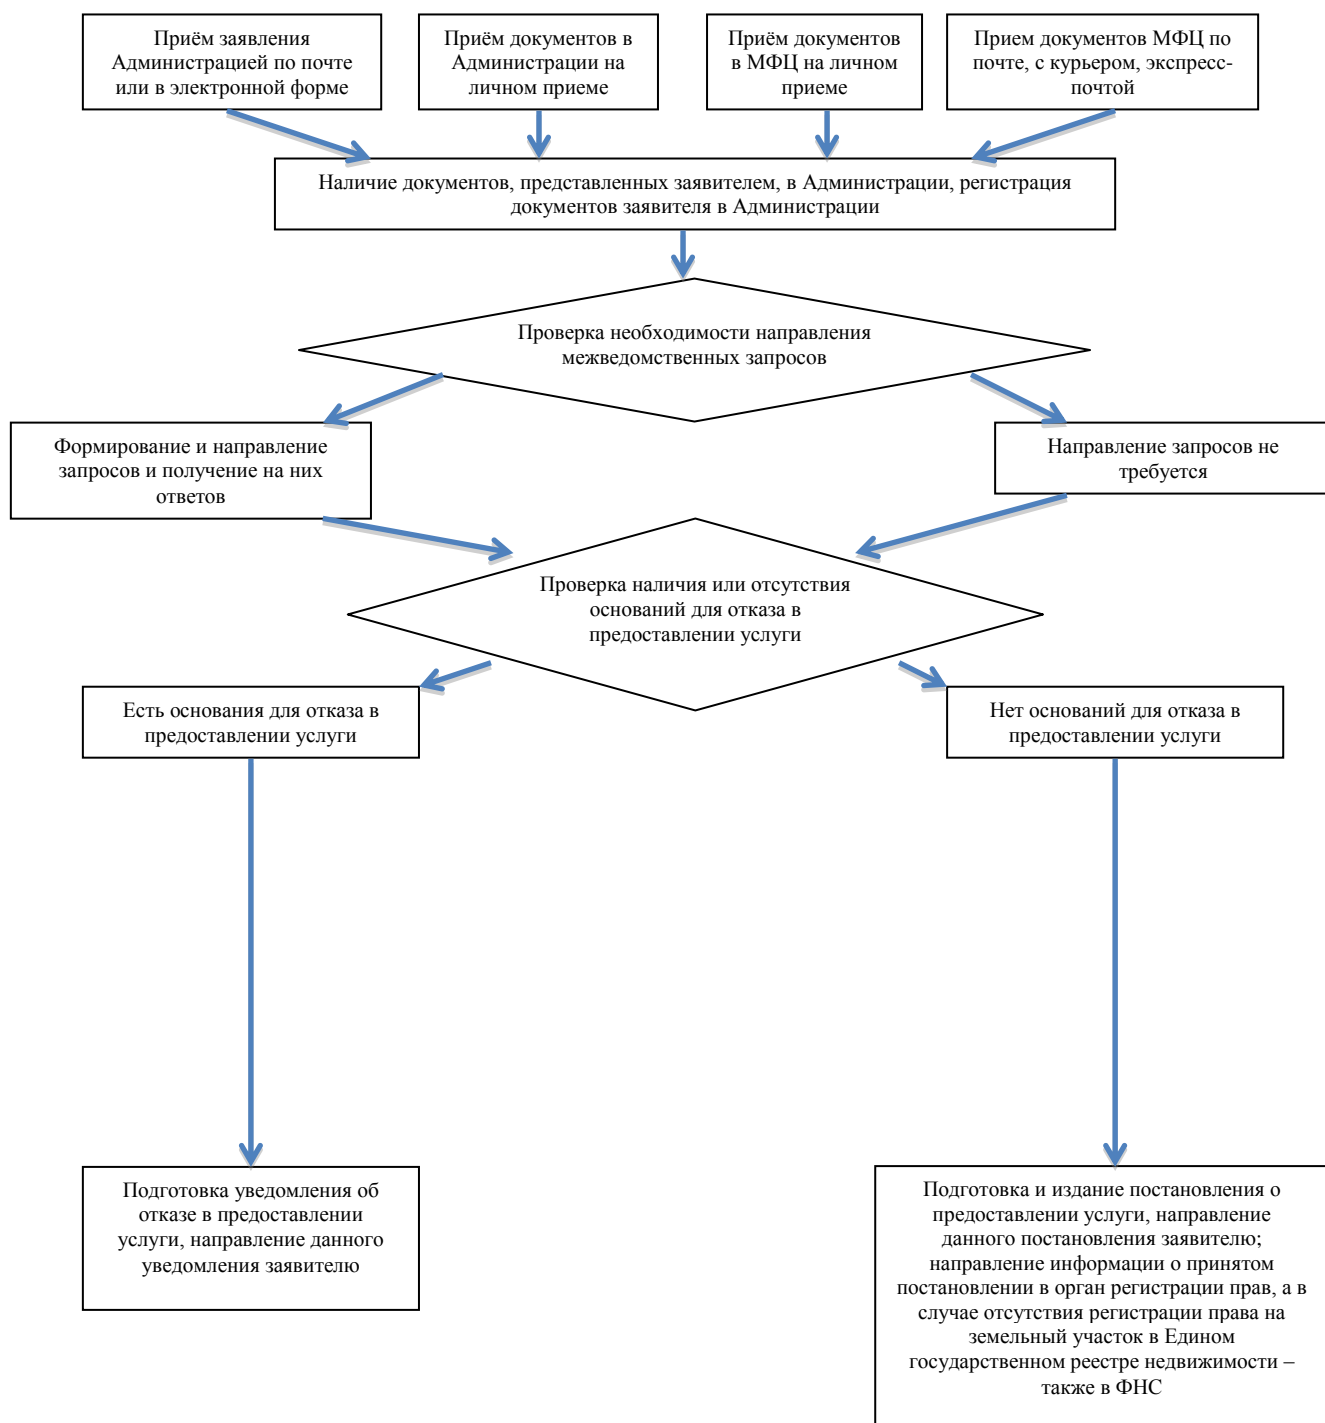 Приём заявления
Администрацией по почте
или в электронной форме
Приём документов в
Администрации на
личном приеме
Приём документов
в МФЦ на личном
приеме
Прием документов МФЦ по
почте, с курьером, экспресс-
почтой
Наличие документов, представленных заявителем, в Администрации, регистрация
документов заявителя в Администрации
Проверка необходимости направления
межведомственных запросов
Формирование и направление
запросов и получение на них
ответов
Направление запросов не
требуется
Проверка наличия или отсутствия
оснований для отказа в
предоставлении услуги
Есть основания для отказа в
предоставлении услуги
Нет оснований для отказа в
предоставлении услуги
Подготовка уведомления об
отказе в предоставлении
услуги, направление данного
уведомления заявителю
Подготовка и издание постановления о
предоставлении услуги, направление
данного постановления заявителю;
направление информации о принятом
постановлении в орган регистрации прав, а в
случае отсутствия регистрации права на
земельный участок в Едином
государственном реестре недвижимости –
также в ФНС